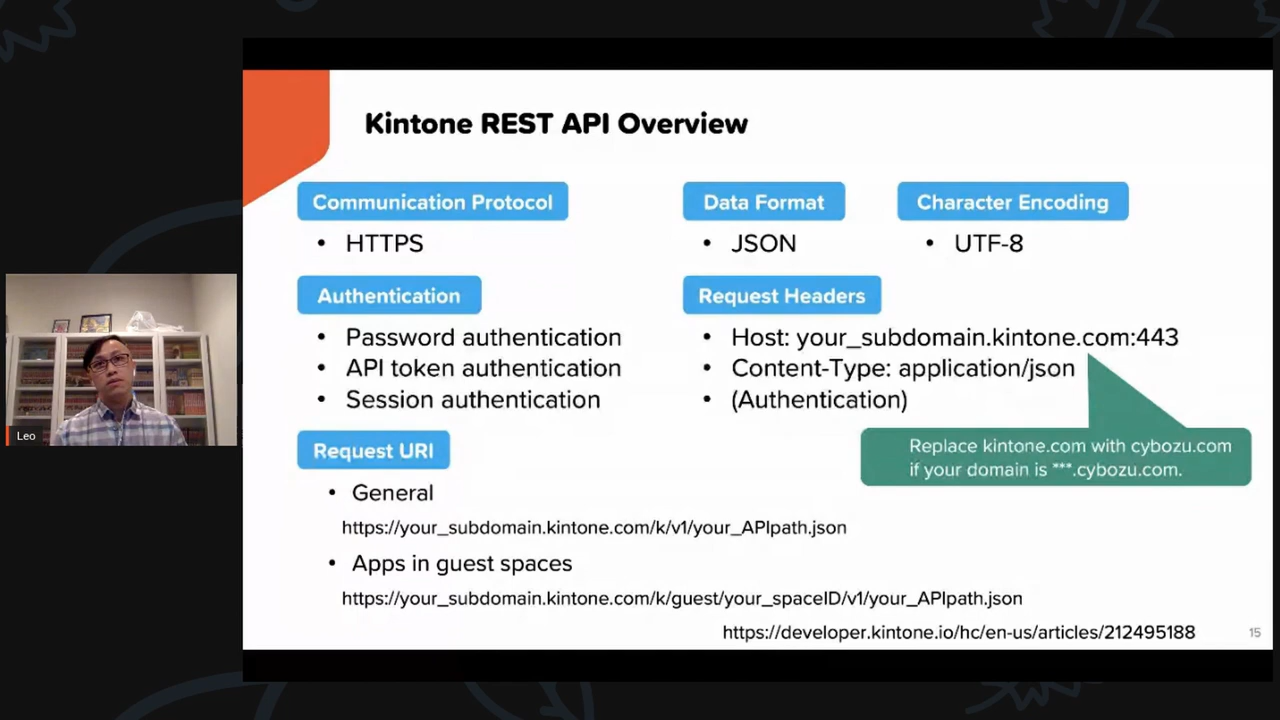 Kintone REST API Overview
Communication Protocol
• HTTPS
Data Format
• JSON
Character Encoding
• UTF-8
Authentication
• Password authentication
• API token authentication
• Session authentication
Request Headers
• Host: your_subdomain.kintone.com:443
• Content-Type: application/json
• (Authentication)
Replace kintone.com with cybozu.com
if your domain is ***.cybozu.com.
Request URI
• General
https://your_subdomain.kintone.com/k/v1/your_APIpath.json
• Apps in guest spaces
https://your_subdomain.kintone.com/k/guest/your_spaceID/v1/your_APIpath.json
https://developer.kintone.io/hc/en-us/articles/212495188
15
Leo